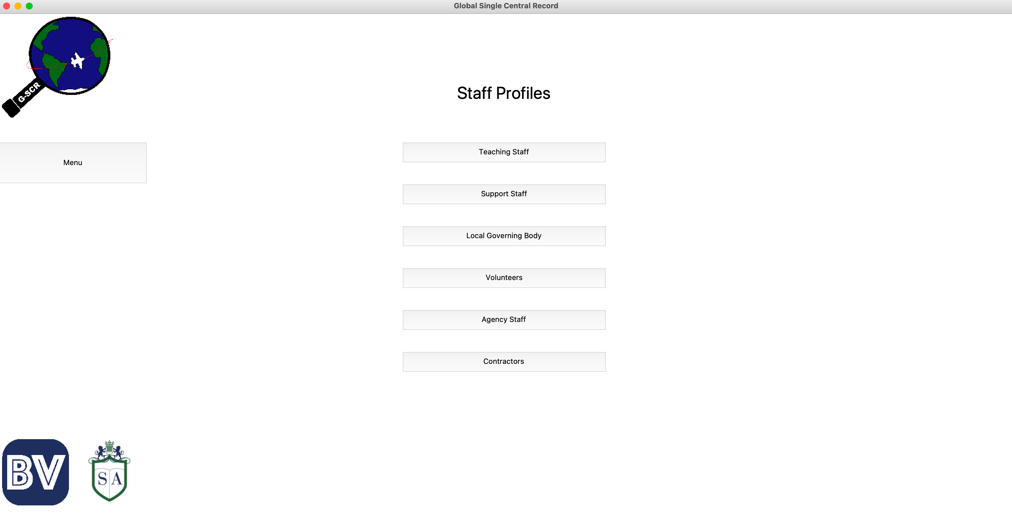 Global Single Central Record
G-SCR
Staff Profiles
Menu
Teaching Staff
Support Staff
Local Governing Body
Volunteers
Agency Staff
Contractors
BV
SA